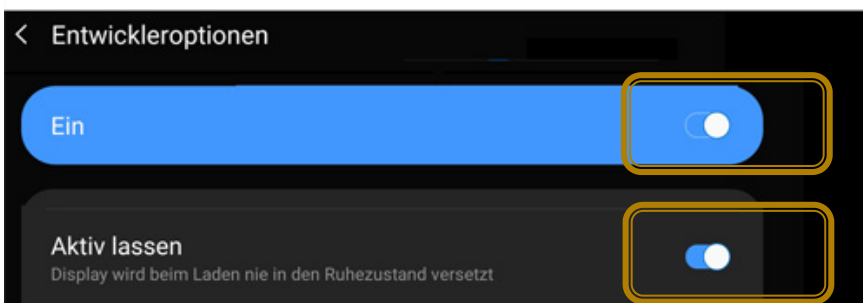 Entwickleroptionen
Ein
Aktiv lassen
Display wird beim Laden nie in den Ruhezustand versetzt